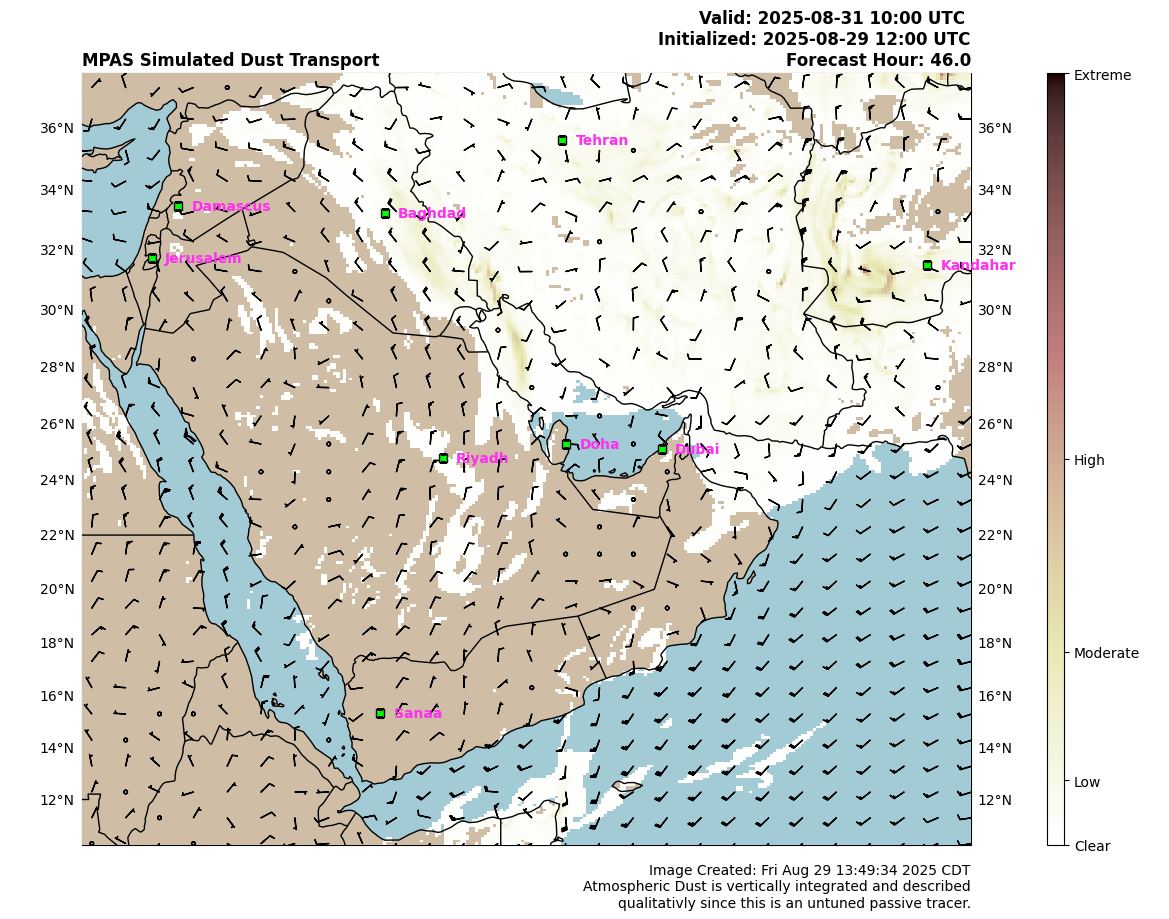 Valid: 2025-08-31 10:00 UTC
Initialized: 2025-08-29 12:00 UTC
MPAS Simulated Dust Transport Forecast Hour: 46.0
Extreme
36°N 36°N
Tehran
34°N 34°N
Damascus Baghdad
32°N 32°N
Jerusalem Kandahar
30°N 30°N
28°N 28°N
26°N 26°N
Doha Dubai
Riyadh High
24°N 24°N
22°N 22°N
20°N 20°N
18°N 18°N
Moderate
16°N 16°N
Sanaa
14°N 14°N
Low
12°N 12°N
Clear
Image Created: Fri Aug 29 13:49:34 2025 CDT
Atmospheric Dust is vertically integrated and described
qualitativly since this is an untuned passive tracer.